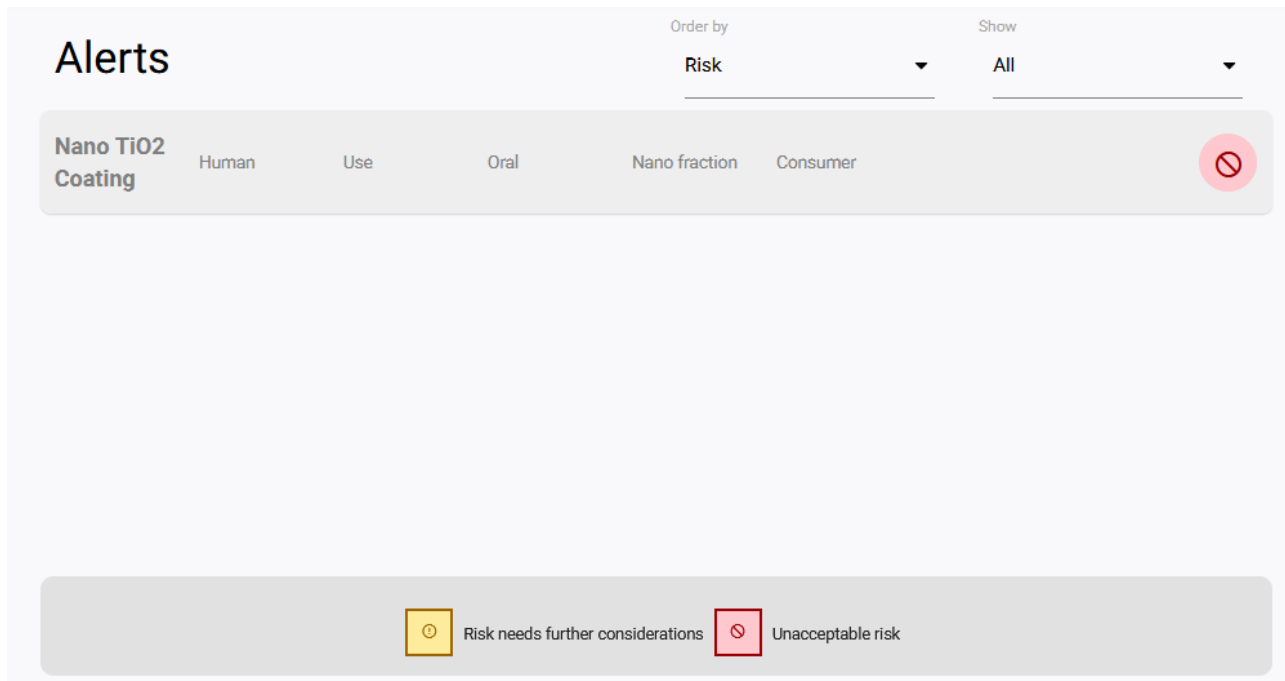 Alerts
Order by
Risk
Show
All
Nano TiO2
Coating
Human
Use
Oral
Nano fraction
Consumer
Risk needs further considerations
Unacceptable risk